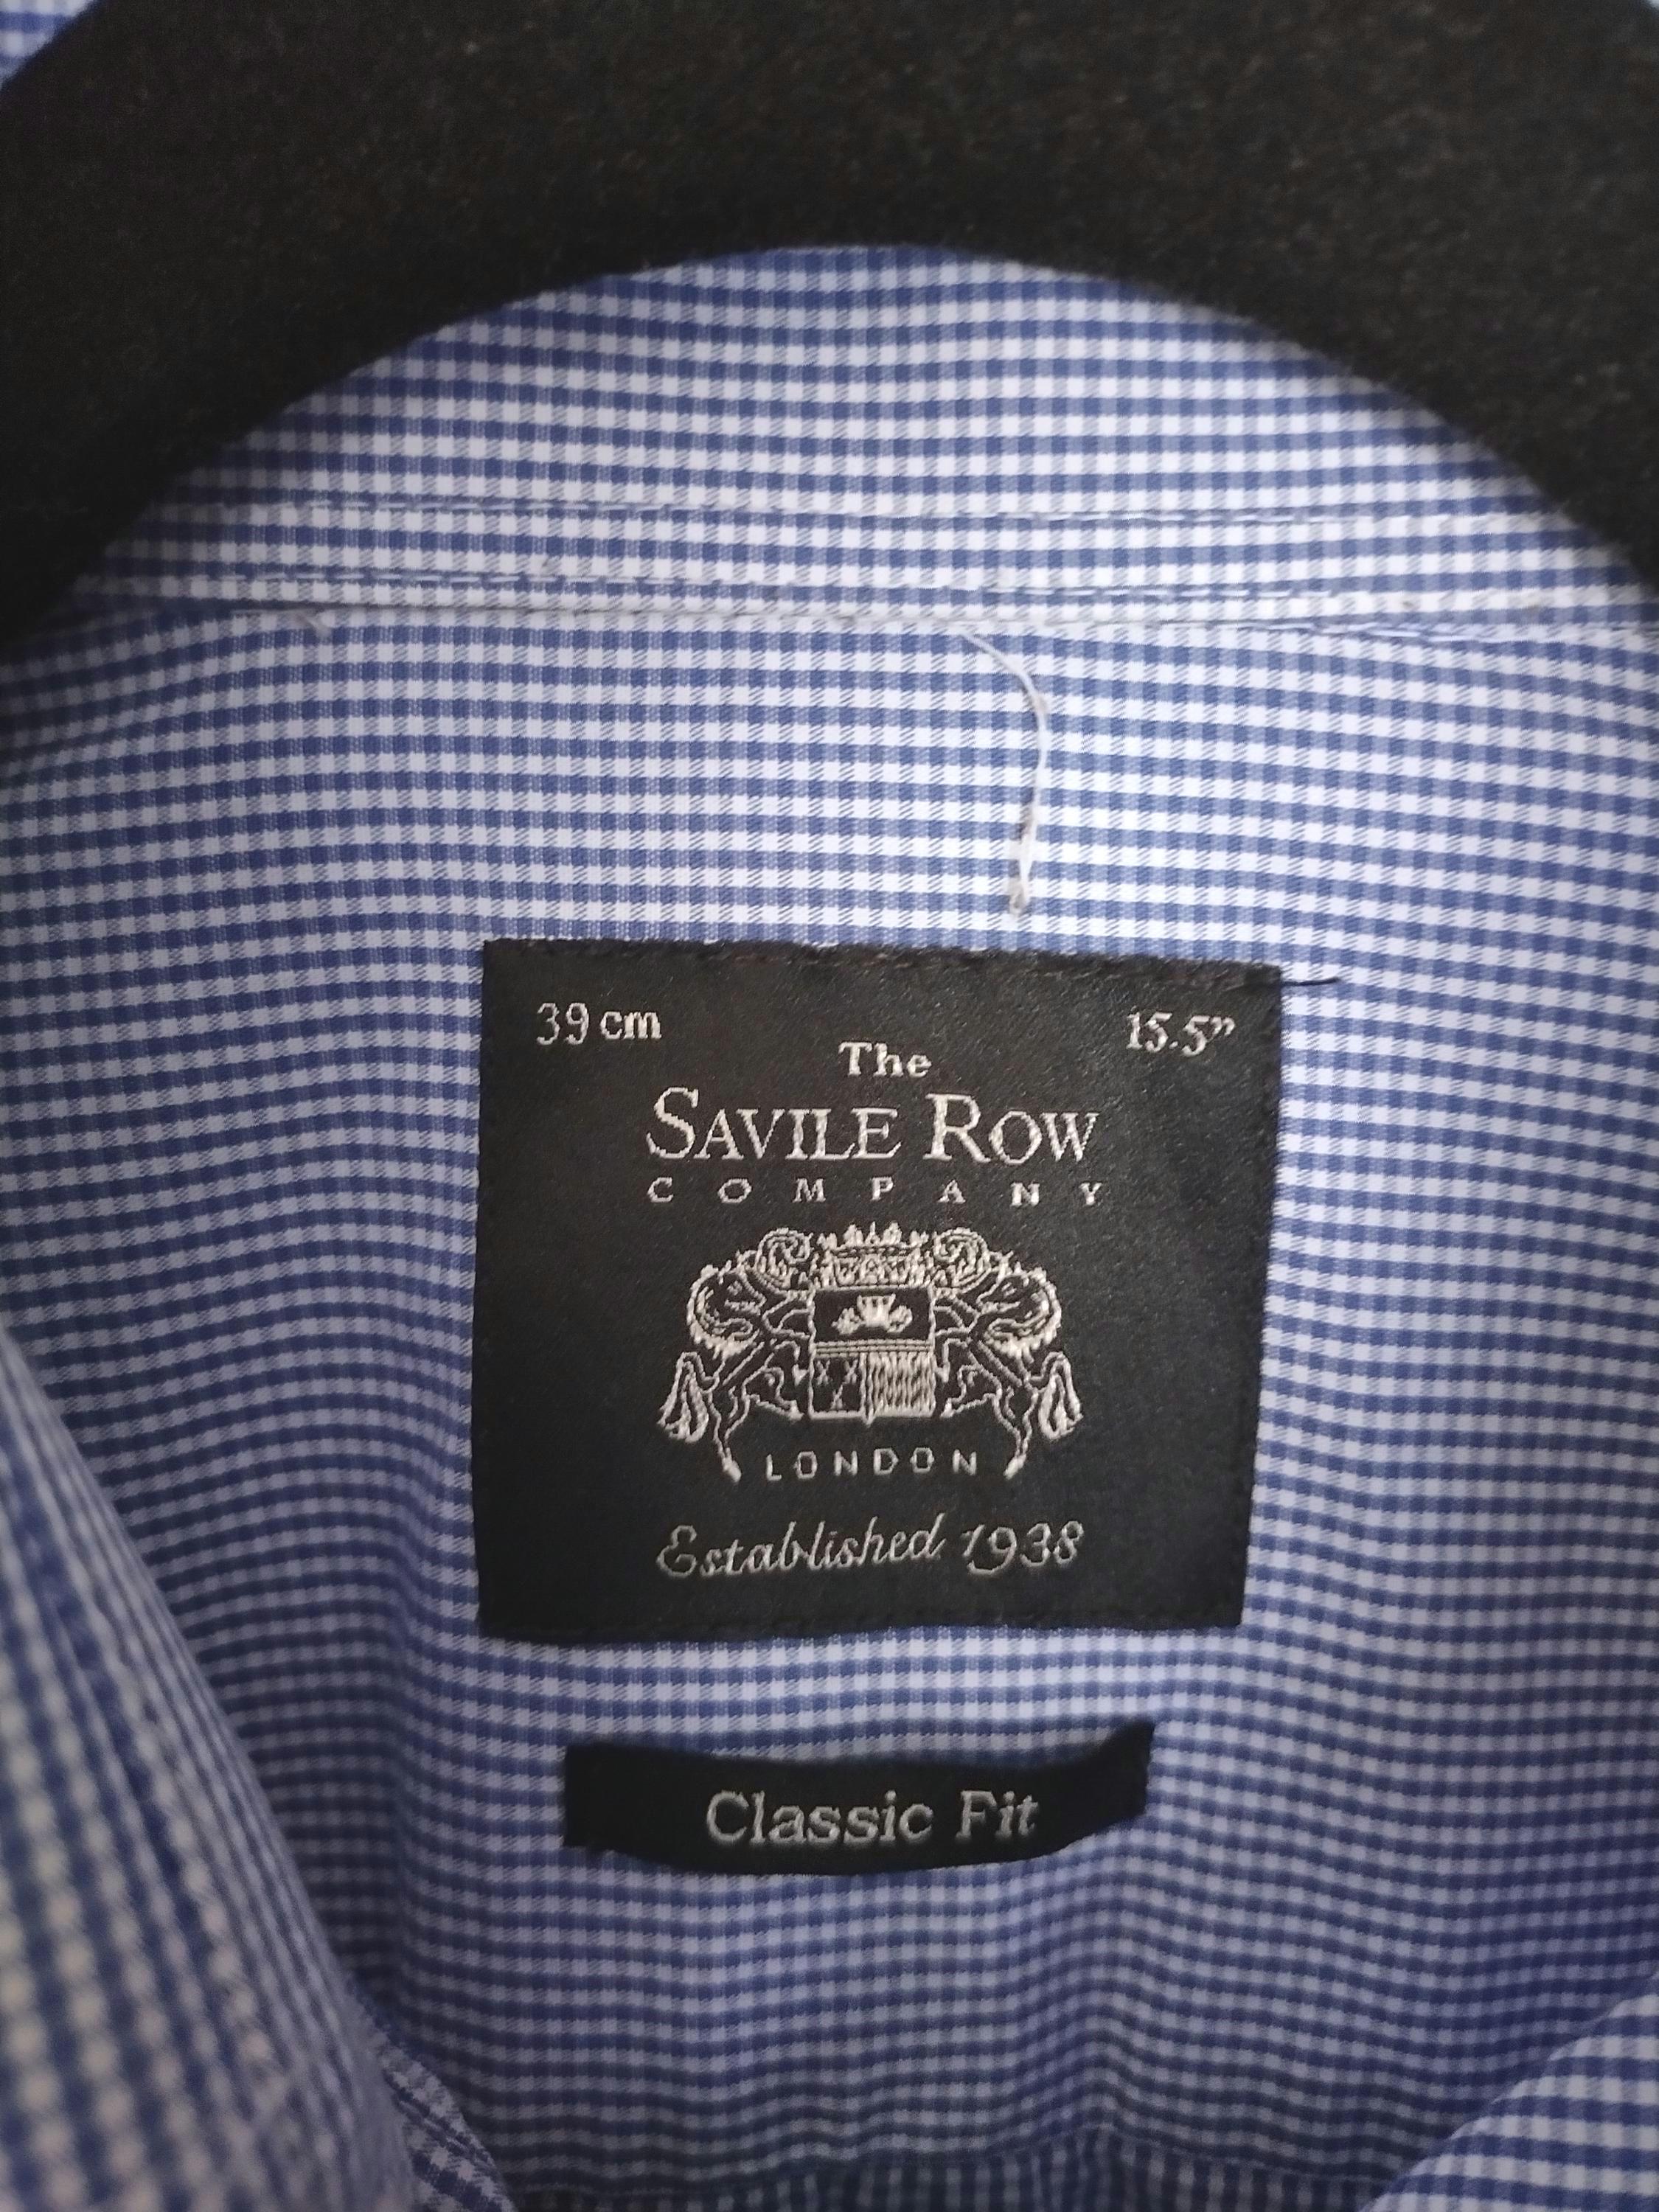 39 cm 15.5”
The
SAVILE ROW
COMPANY
LONDON
Established 1938
Classic Fit